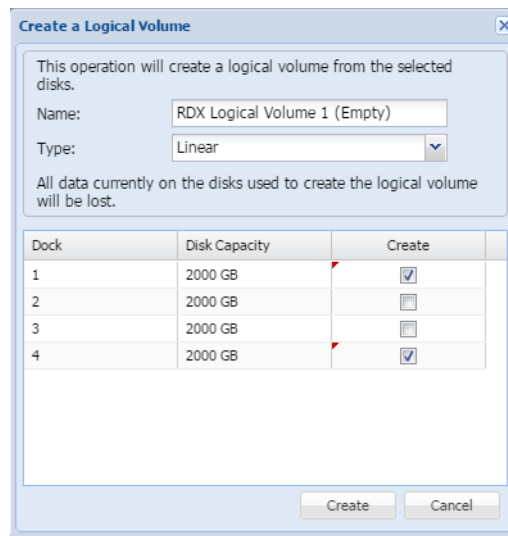 Create a Logical Volume
This operation will create a logical volume from the selected
disks.
Name: RDX Logical Volume 1 (Empty)
Type: Linear
All data currently on the disks used to create the logical volume
will be lost.
Dock Disk Capacity Create
1 2000 GB
2 2000 GB
3 2000 GB
4 2000 GB
Create Cancel